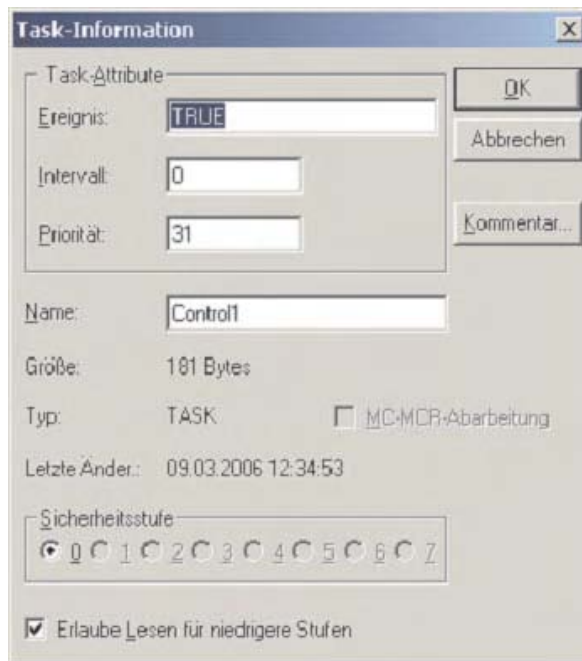 Task-Information
Task-Attribute
Ereignis: TRUE
OK
Abbrechen
Intervall: 0
Priorität: 31
Kommentar...
Name: Control1
Größe: 181 Bytes
Typ: TASK MC-MCR-Abarbeitung
Letzte Änder.: 09.03.2006 12:34:53
Sicherheitsstufe
0 1 2 3 4 5 6 7
Erlaube Lesen für niedrigere Stufen